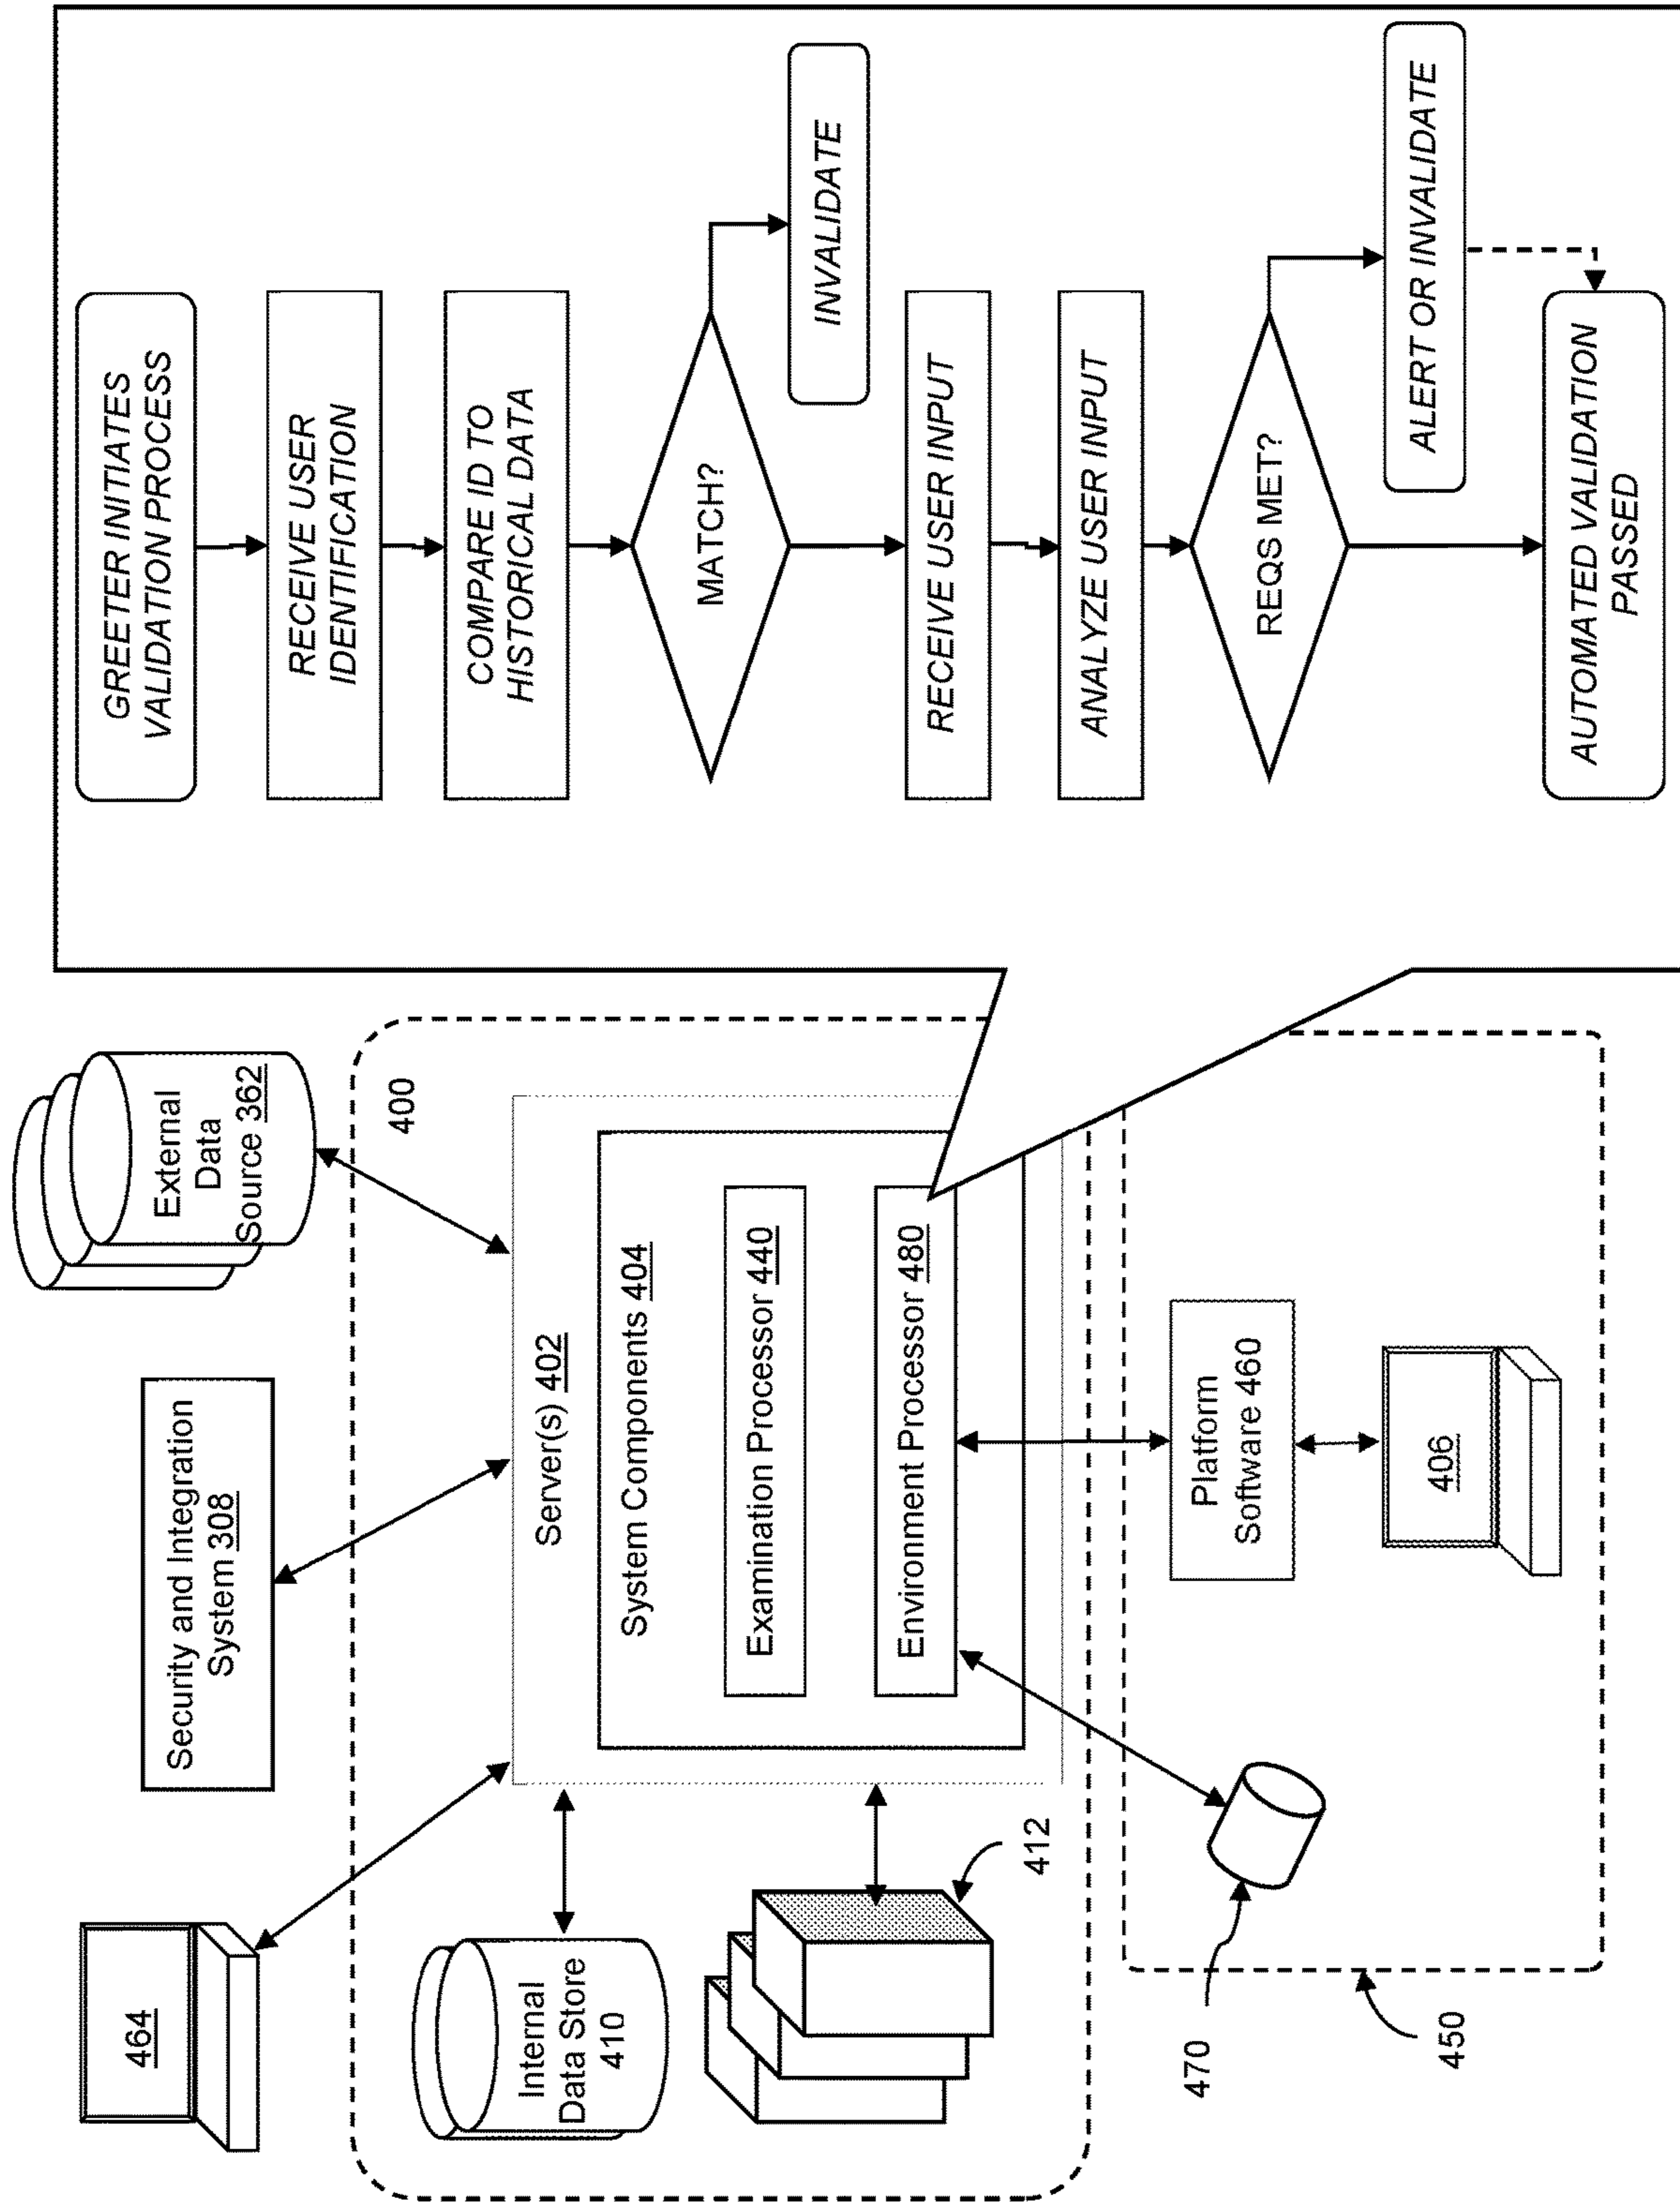 464
Security and Integration
System 308
External
Data
Source 362
400
Internal
Data Store
410
Server(s) 402
System Components 404
Examination Processor 440
Environment Processor 480
412
470
450
Platform
Software 460
406
GREETER INITIATES
VALIDATION PROCESS
RECEIVE USER
IDENTIFICATION
COMPARE ID TO
HISTORICAL DATA
MATCH?
INVALIDATE
RECEIVE USER INPUT
ANALYZE USER INPUT
REQS MET?
ALERT OR INVALIDATE
AUTOMATED VALIDATION
PASSED